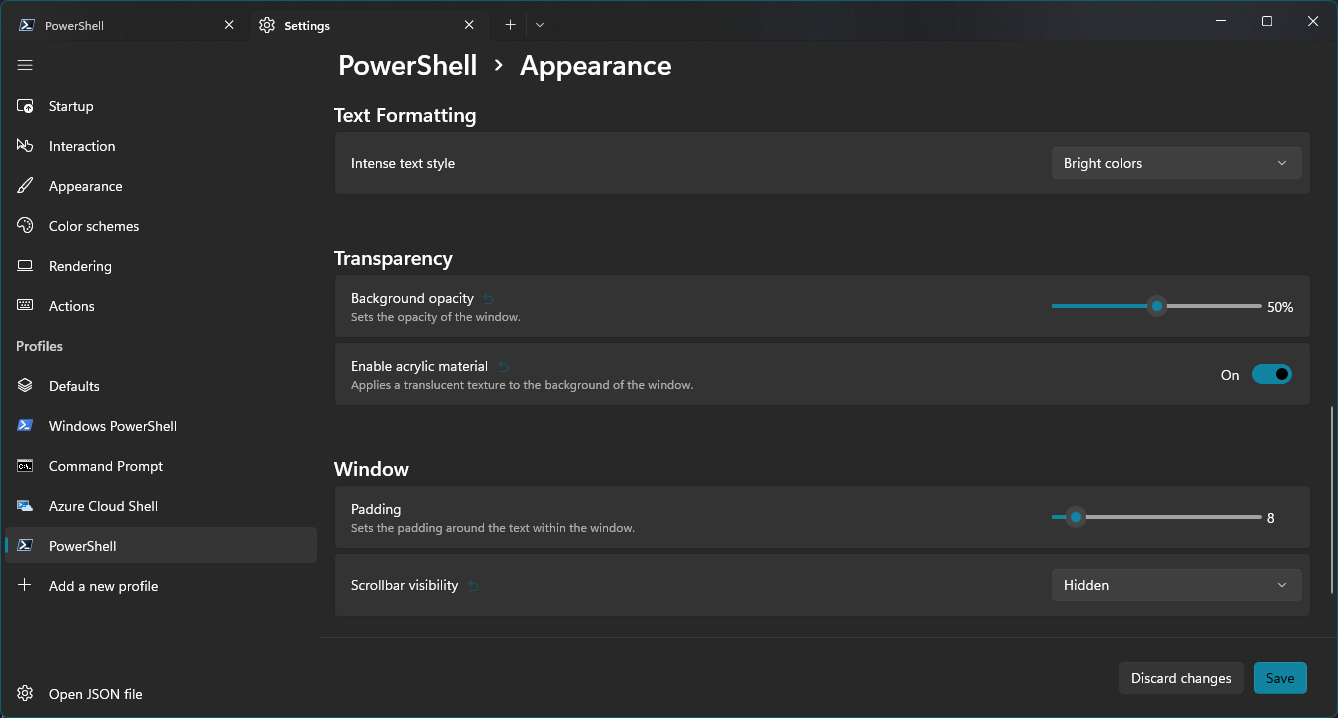 PowerShell
Settings
PowerShell > Appearance
Startup
Interaction
Appearance
Color schemes
Rendering
Actions
Profiles
Defaults
Windows PowerShell
Command Prompt
Azure Cloud Shell
PowerShell
Add a new profile
Open JSON file
Text Formatting
Intense text style
Bright colors
Transparency
Background opacity
Sets the opacity of the window.
50%
Enable acrylic material
Applies a translucent texture to the background of the window.
On
Window
Padding
Sets the padding around the text within the window.
8
Scrollbar visibility
Hidden
Discard changes
Save